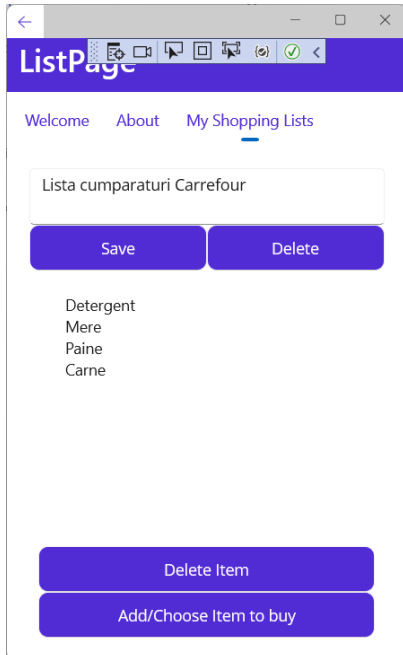 ListPage
Welcome About My Shopping Lists
Lista cumparaturi Carrefour
Save Delete
Detergent
Mere
Paine
Carne
Delete Item
Add/Choose Item to buy